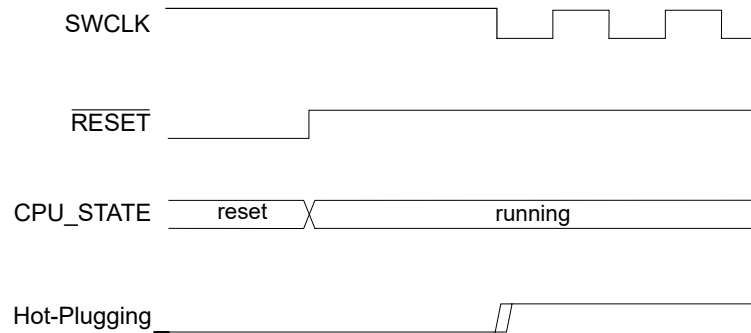 SWCLK
RESET
CPU_STATE reset running
Hot-Plugging